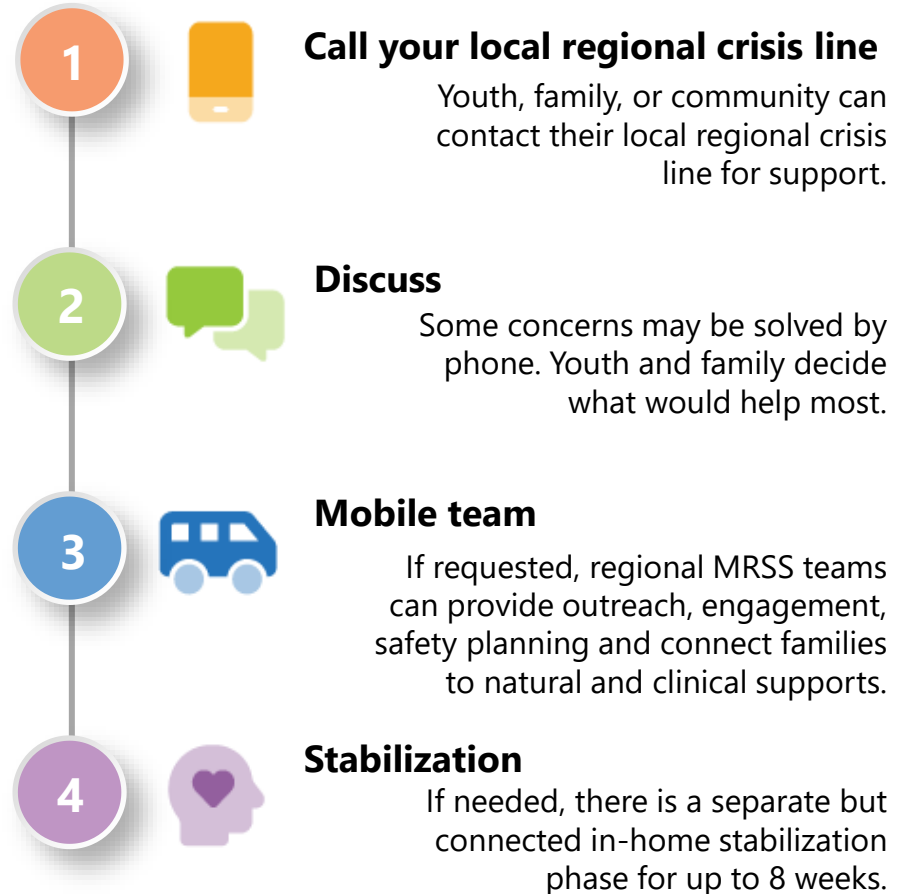 1
Call your local regional crisis line
Youth, family, or community can
contact their local regional crisis
line for support.
2
Discuss
Some concerns may be solved by
phone. Youth and family decide
what would help most.
3
Mobile team
If requested, regional MRSS teams
can provide outreach, engagement,
safety planning and connect families
to natural and clinical supports.
4
Stabilization
If needed, there is a separate but
connected in-home stabilization
phase for up to 8 weeks.